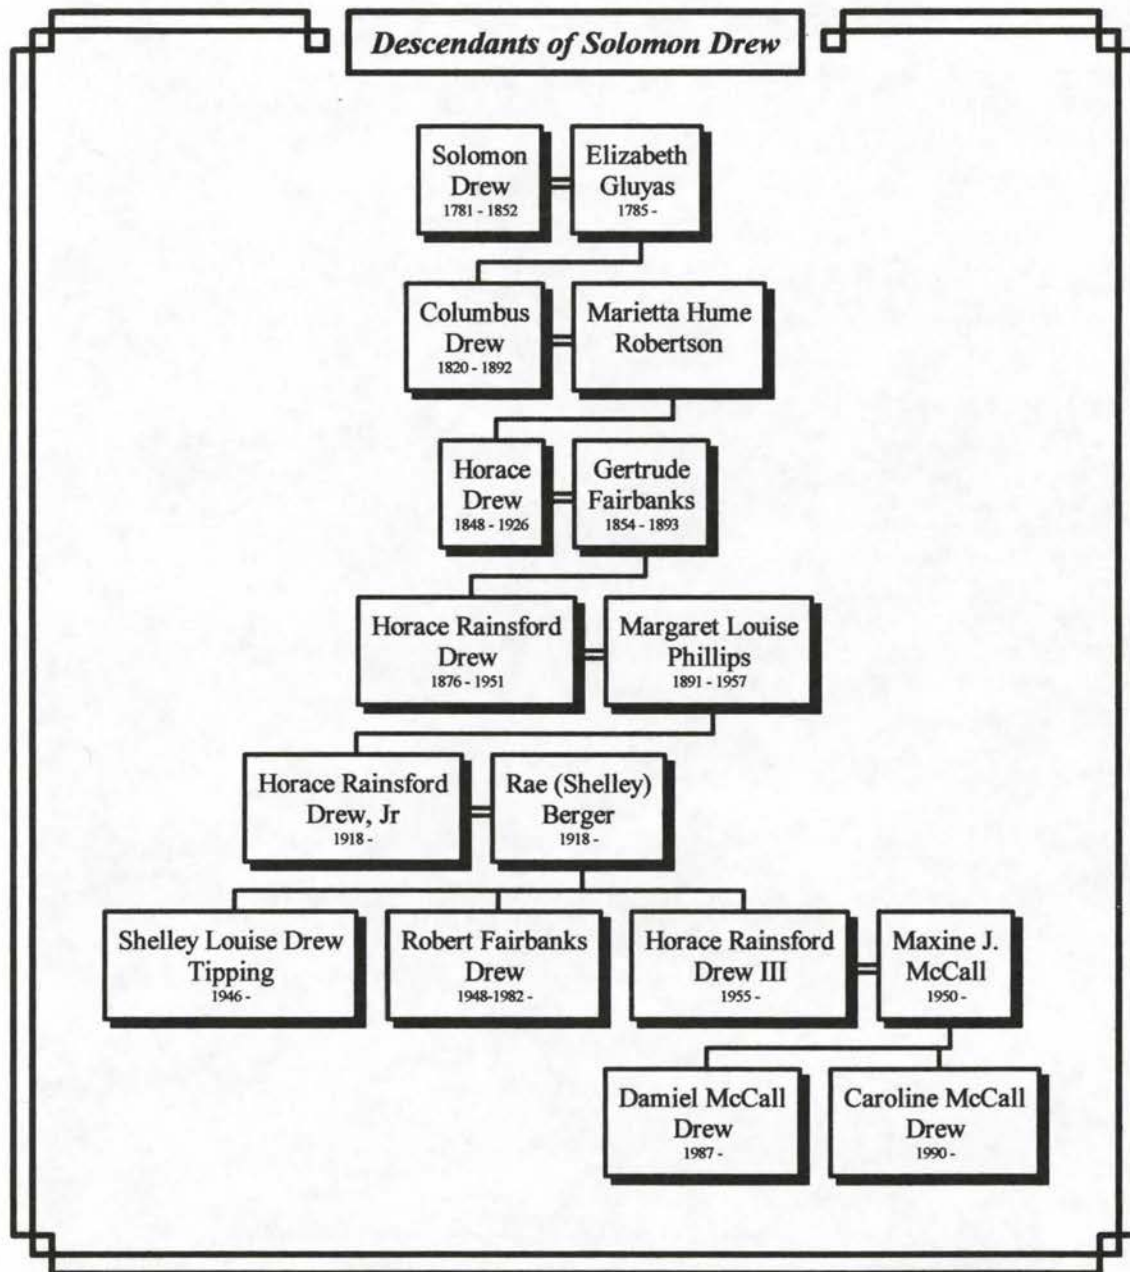 Descendants of Solomon Drew
Solomon
Drew
1781 - 1852
Elizabeth
Gluyas
1785 -
Columbus
Drew
1820 - 1892
Marietta Hume
Robertson
Horace
Drew
1848 - 1926
Gertrude
Fairbanks
1854 - 1893
Horace Rainsford
Drew
1876 - 1951
Margaret Louise
Phillips
1891 - 1957
Horace Rainsford
Drew, Jr
1918 -
Rae (Shelley)
Berger
1918 -
Shelley Louise Drew
Tipping
1946 -
Robert Fairbanks
Drew
1948-1982 -
Horace Rainsford
Drew III
1955 -
Maxine J.
McCall
1950 -
Damiel McCall
Drew
1987 -
Caroline McCall
Drew
1990 -